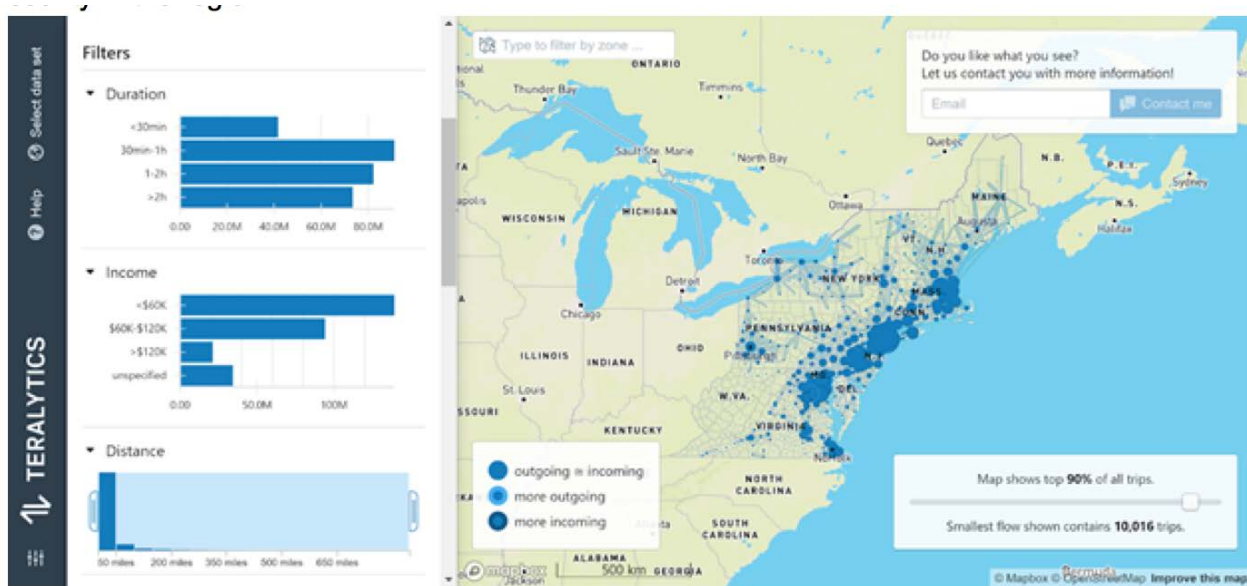 Select data set
Help
TERALYTICS
Filters
Duration
<30min
30min-1h
1-2h
>2h
0.00 20.0M 40.0M 60.0M 80.0M
Income
<$60K
$60K-$120K
>$120K
unspecified
0.00 50.0M 100M
Distance
50 miles 200 miles 350 miles 500 miles 650 miles
Type to filter by zone ...
Do you like what you see?
Let us contact you with more information!
Email
Contact me
ONTARIO
Thunder Bay
Timmins
Quebec
Sault Ste. Marie
North Bay
N.B.
P.E.I.
Sydney
WISCONSIN
MICHIGAN
Ottawa
MAINE
Augusta
N.S.
Halifax
VT.
N.H.
Toronto
Detroit
NEW YORK
MASS.
Chicago
CONN.
PENNSYLVANIA
ILLINOIS
INDIANA
OHIO
Pittsburgh
N.J.
MD.
DEL.
St. Louis
W.VA.
KENTUCKY
VIRGINIA
Norfolk
outgoing ≈ incoming
more outgoing
more incoming
NORTH
CAROLINA
SOUTH
CAROLINA
ALABAMA
GEORGIA
Jackson
mapbox
500 km
Map shows top 90% of all trips.
Smallest flow shown contains 10,016 trips.
Bermuda
© Mapbox © OpenStreetMap Improve this map